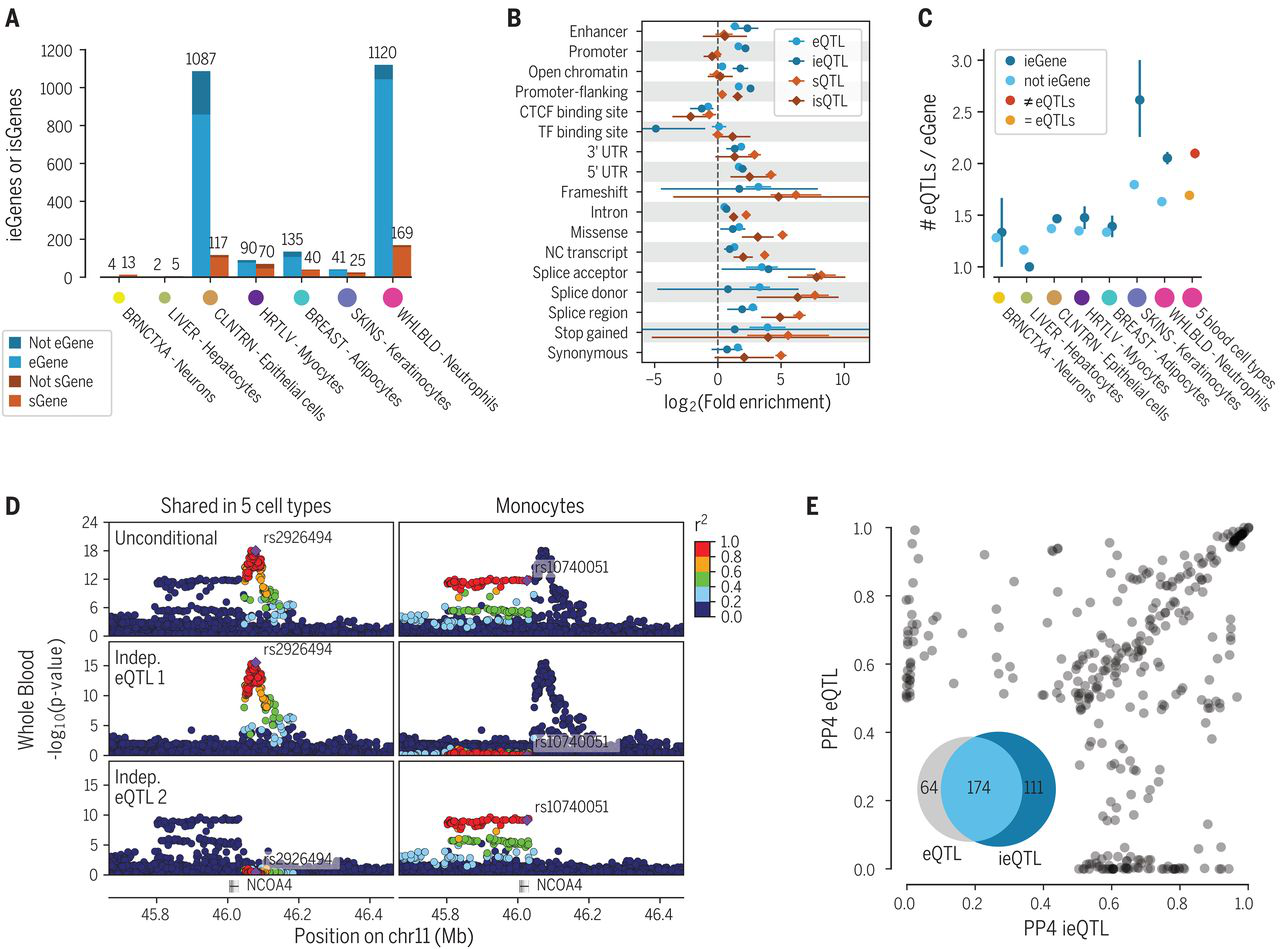 A
ieGenes or isGenes
1200
1000
800
600
400
200
0
4 13
2 5
1087
117
90 70
135
40
41 25
1120
169
BRNCTXA - Neurons
LIVER - Hepatocytes
CLNTRN - Epithelial cells
HRTLV - Myocytes
BREAST - Adipocytes
SKINS - Keratinocytes
WHLBLD - Neutrophils
Not eGene
eGene
Not sGene
sGene
B
Enhancer
Promoter
Open chromatin
Promoter-flanking
CTCF binding site
TF binding site
3' UTR
5' UTR
Frameshift
Intron
Missense
NC transcript
Splice acceptor
Splice donor
Splice region
Stop gained
Synonymous
eQTL
ieQTL
sQTL
isQTL
−5 0 5 10
log₂(Fold enrichment)
C
# eQTLs / eGene
3.0
2.5
2.0
1.5
1.0
ieGene
not ieGene
≠ eQTLs
= eQTLs
BRNCTXA - Neurons
LIVER - Hepatocytes
CLNTRN - Epithelial cells
HRTLV - Myocytes
BREAST - Adipocytes
SKINS - Keratinocytes
WHLBLD - Neutrophils
5 blood cell types
D
Shared in 5 cell types
Monocytes
Whole Blood
-log₁₀(p-value)
24
18
12
6
0
Unconditional
rs2926494
rs10740051
r²
1.0
0.8
0.6
0.4
0.2
0.0
15
10
5
0
Indep.
eQTL 1
rs2926494
rs10740051
15
10
5
0
Indep.
eQTL 2
rs2926494
rs10740051
NCOA4
NCOA4
45.8 46.0 46.2 46.4
45.8 46.0 46.2 46.4
Position on chr11 (Mb)
E
PP4 eQTL
1.0
0.8
0.6
0.4
0.2
0.0
64 174 111
eQTL ieQTL
0.0 0.2 0.4 0.6 0.8 1.0
PP4 ieQTL